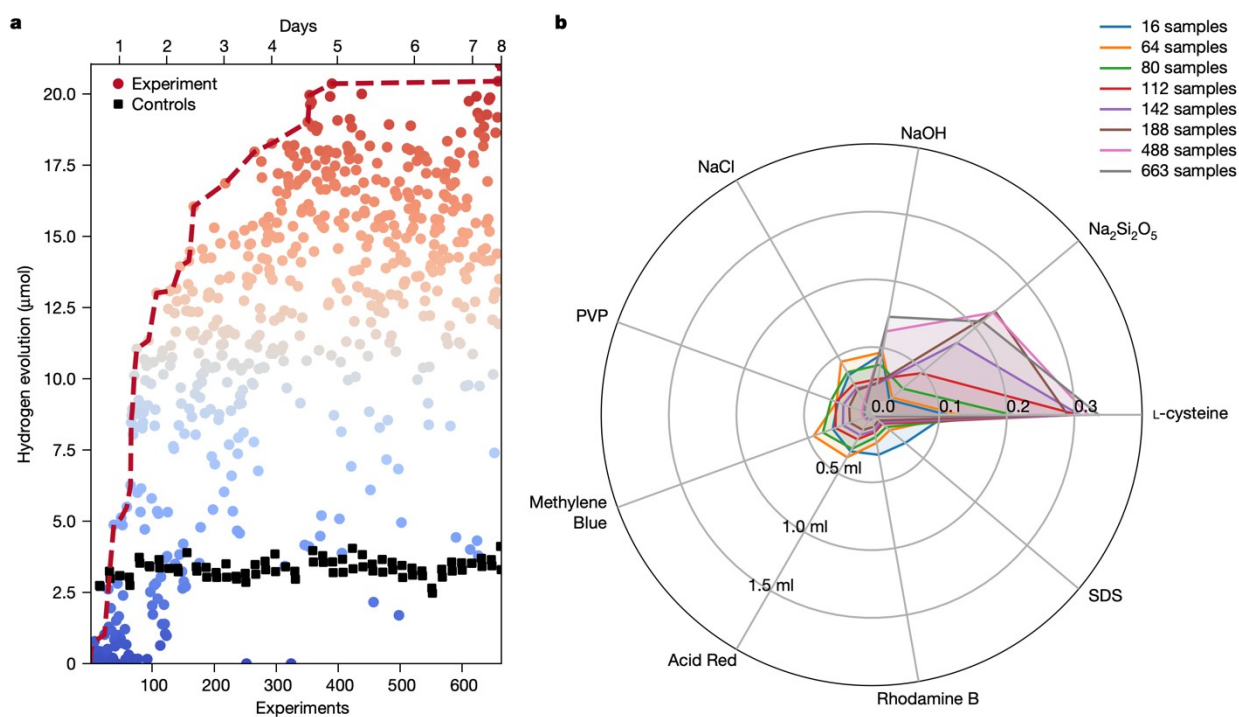 a
Days
1 2 3 4 5 6 7 8
Experiment
Controls
20.0
17.5
15.0
12.5
10.0
7.5
5.0
2.5
0
Hydrogen evolution (μmol)
100 200 300 400 500 600
Experiments
b
16 samples
64 samples
80 samples
112 samples
142 samples
188 samples
488 samples
663 samples
NaOH
NaCl
Na₂Si₂O₅
PVP
0.0 0.1 0.2 0.3
L-cysteine
0.5 ml
Methylene
Blue
1.0 ml
1.5 ml
SDS
Acid Red
Rhodamine B